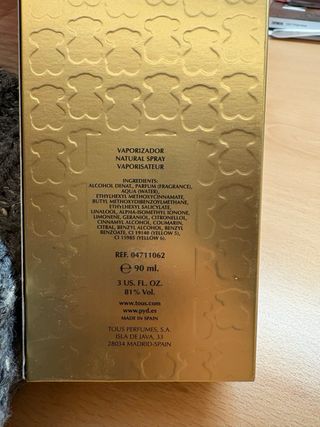 VAPORIZADOR
NATURAL SPRAY
VAPORISATEUR
INGREDIENTS:
ALCOHOL DENAT., PARFUM (FRAGRANCE),
AQUA (WATER),
ETHYLHEXYL METHOXYCINNAMATE,
BUTYL METHOXYDIBENZOYLMETHANE,
ETHYLHEXYL SALICYLATE,
LINALOOL, ALPHA-ISOMETHYL IONONE,
LIMONENE, GERANIOL, CITRONELLOL,
CINNAMYL ALCOHOL, COUMARIN,
CITRAL, BENZYL ALCOHOL, BENZYL
BENZOATE, CI 19140 (YELLOW 5),
CI 15985 (YELLOW 6).
REF. 04711062
℮ 90 ml.
3 US. FL. OZ.
81% Vol.
www.tous.com
www.pyd.es
MADE IN SPAIN
TOUS PERFUMES, S.A.
ISLA DE JAVA, 33
28034 MADRID-SPAIN